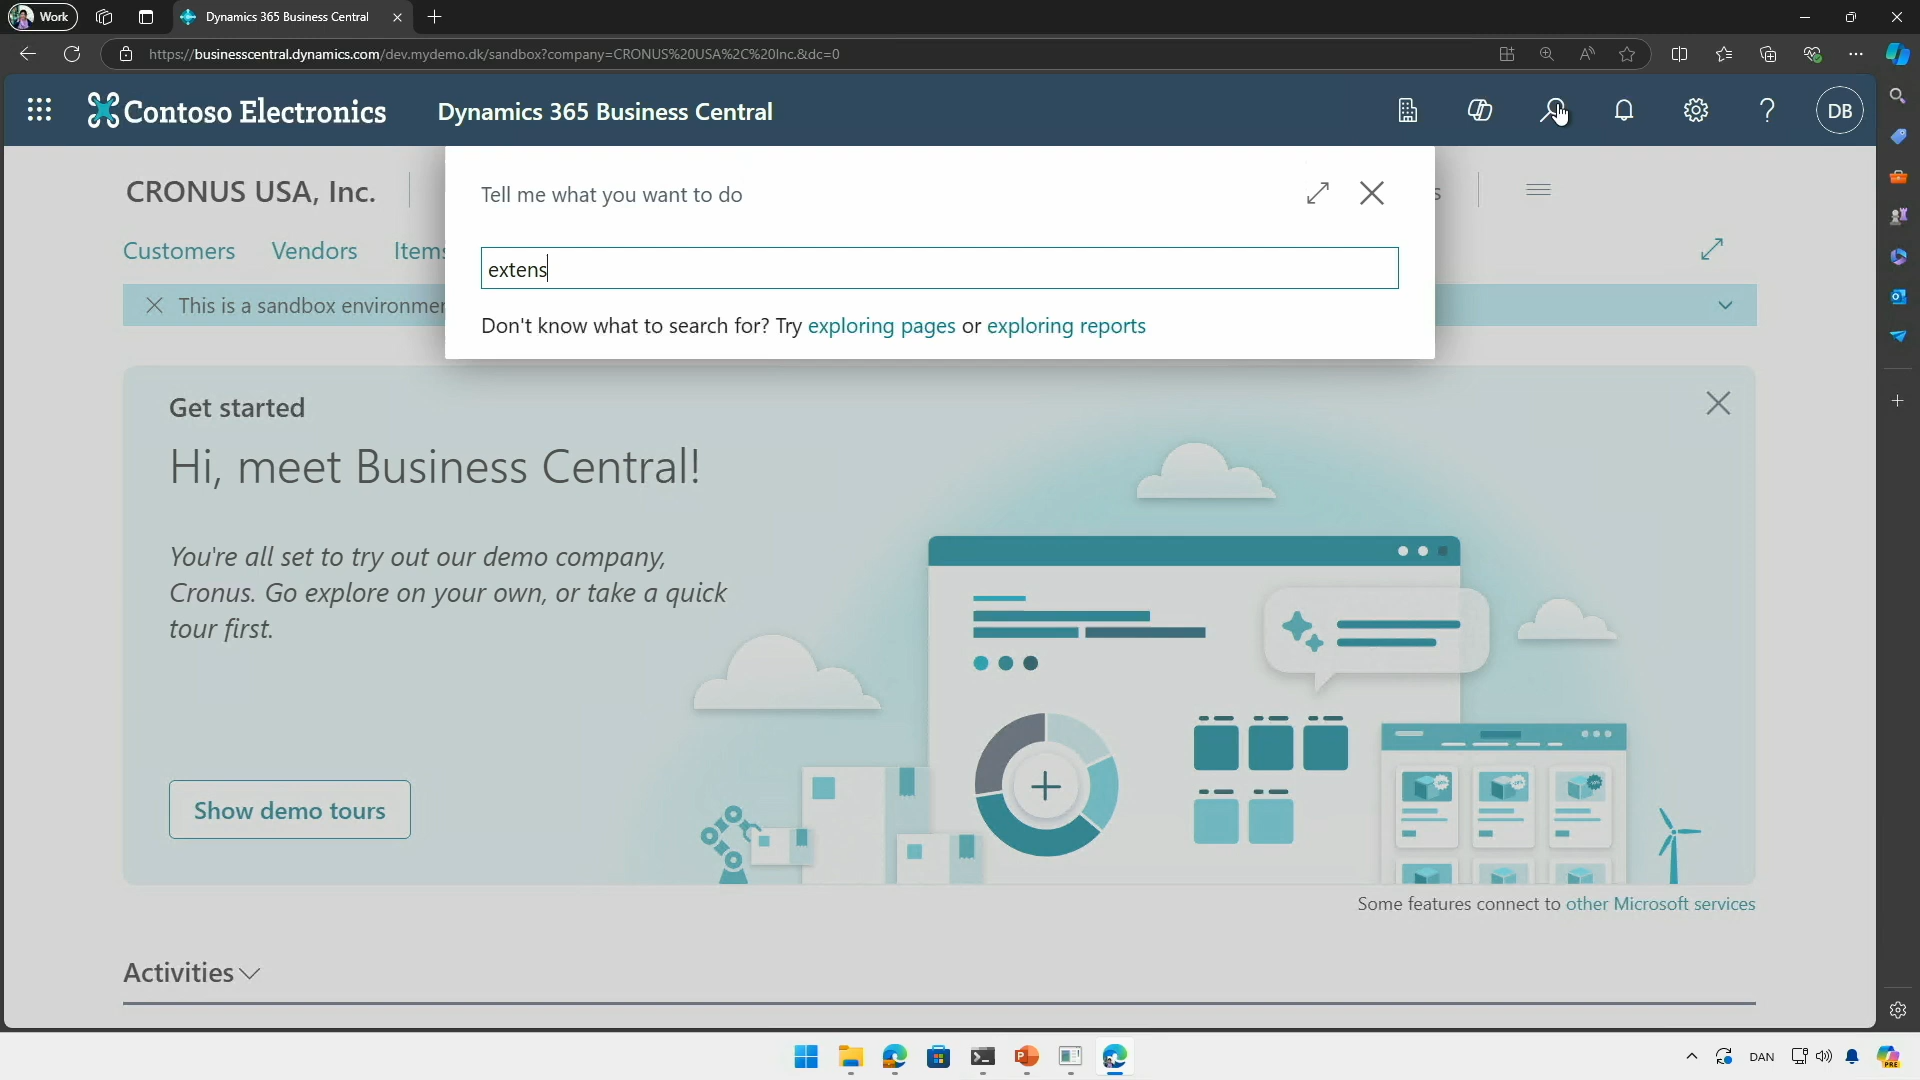 Work
Dynamics 365 Business Central
https://businesscentral.dynamics.com/dev.mydemo.dk/sandbox?company=CRONUS%20USA%2C%20Inc.&dc=0
Contoso Electronics
Dynamics 365 Business Central
DB
CRONUS USA, Inc.
Tell me what you want to do
Customers
Vendors
Items
extens
This is a sandbox environmen
Don't know what to search for? Try exploring pages or exploring reports
Get started
Hi, meet Business Central!
You're all set to try out our demo company,
Cronus. Go explore on your own, or take a quick
tour first.
Show demo tours
Some features connect to other Microsoft services
Activities
DAN
PRE